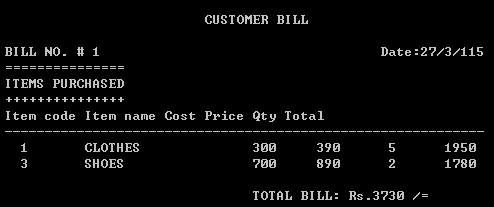 CUSTOMER BILL
BILL NO. # 1 Date:27/3/115
===============
ITEMS PURCHASED
+++++++++++++++
Item code Item name Cost Price Qty Total
------------------------------------------------------------
1 CLOTHES 300 390 5 1950
3 SHOES 700 890 2 1780
TOTAL BILL: Rs.3730 /=